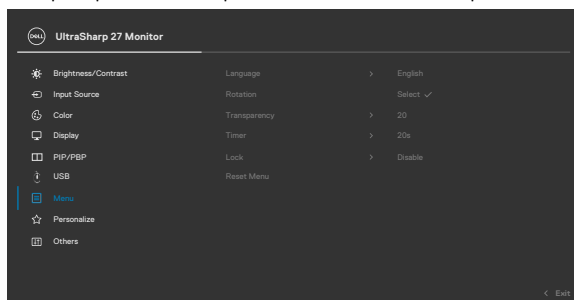 DELL UltraSharp 27 Monitor
Brightness/Contrast Language > English
Input Source Rotation Select ✓
Color Transparency > 20
Display Timer > 20s
PIP/PBP Lock > Disable
USB Reset Menu
Menu
Personalize
Others
< Exit